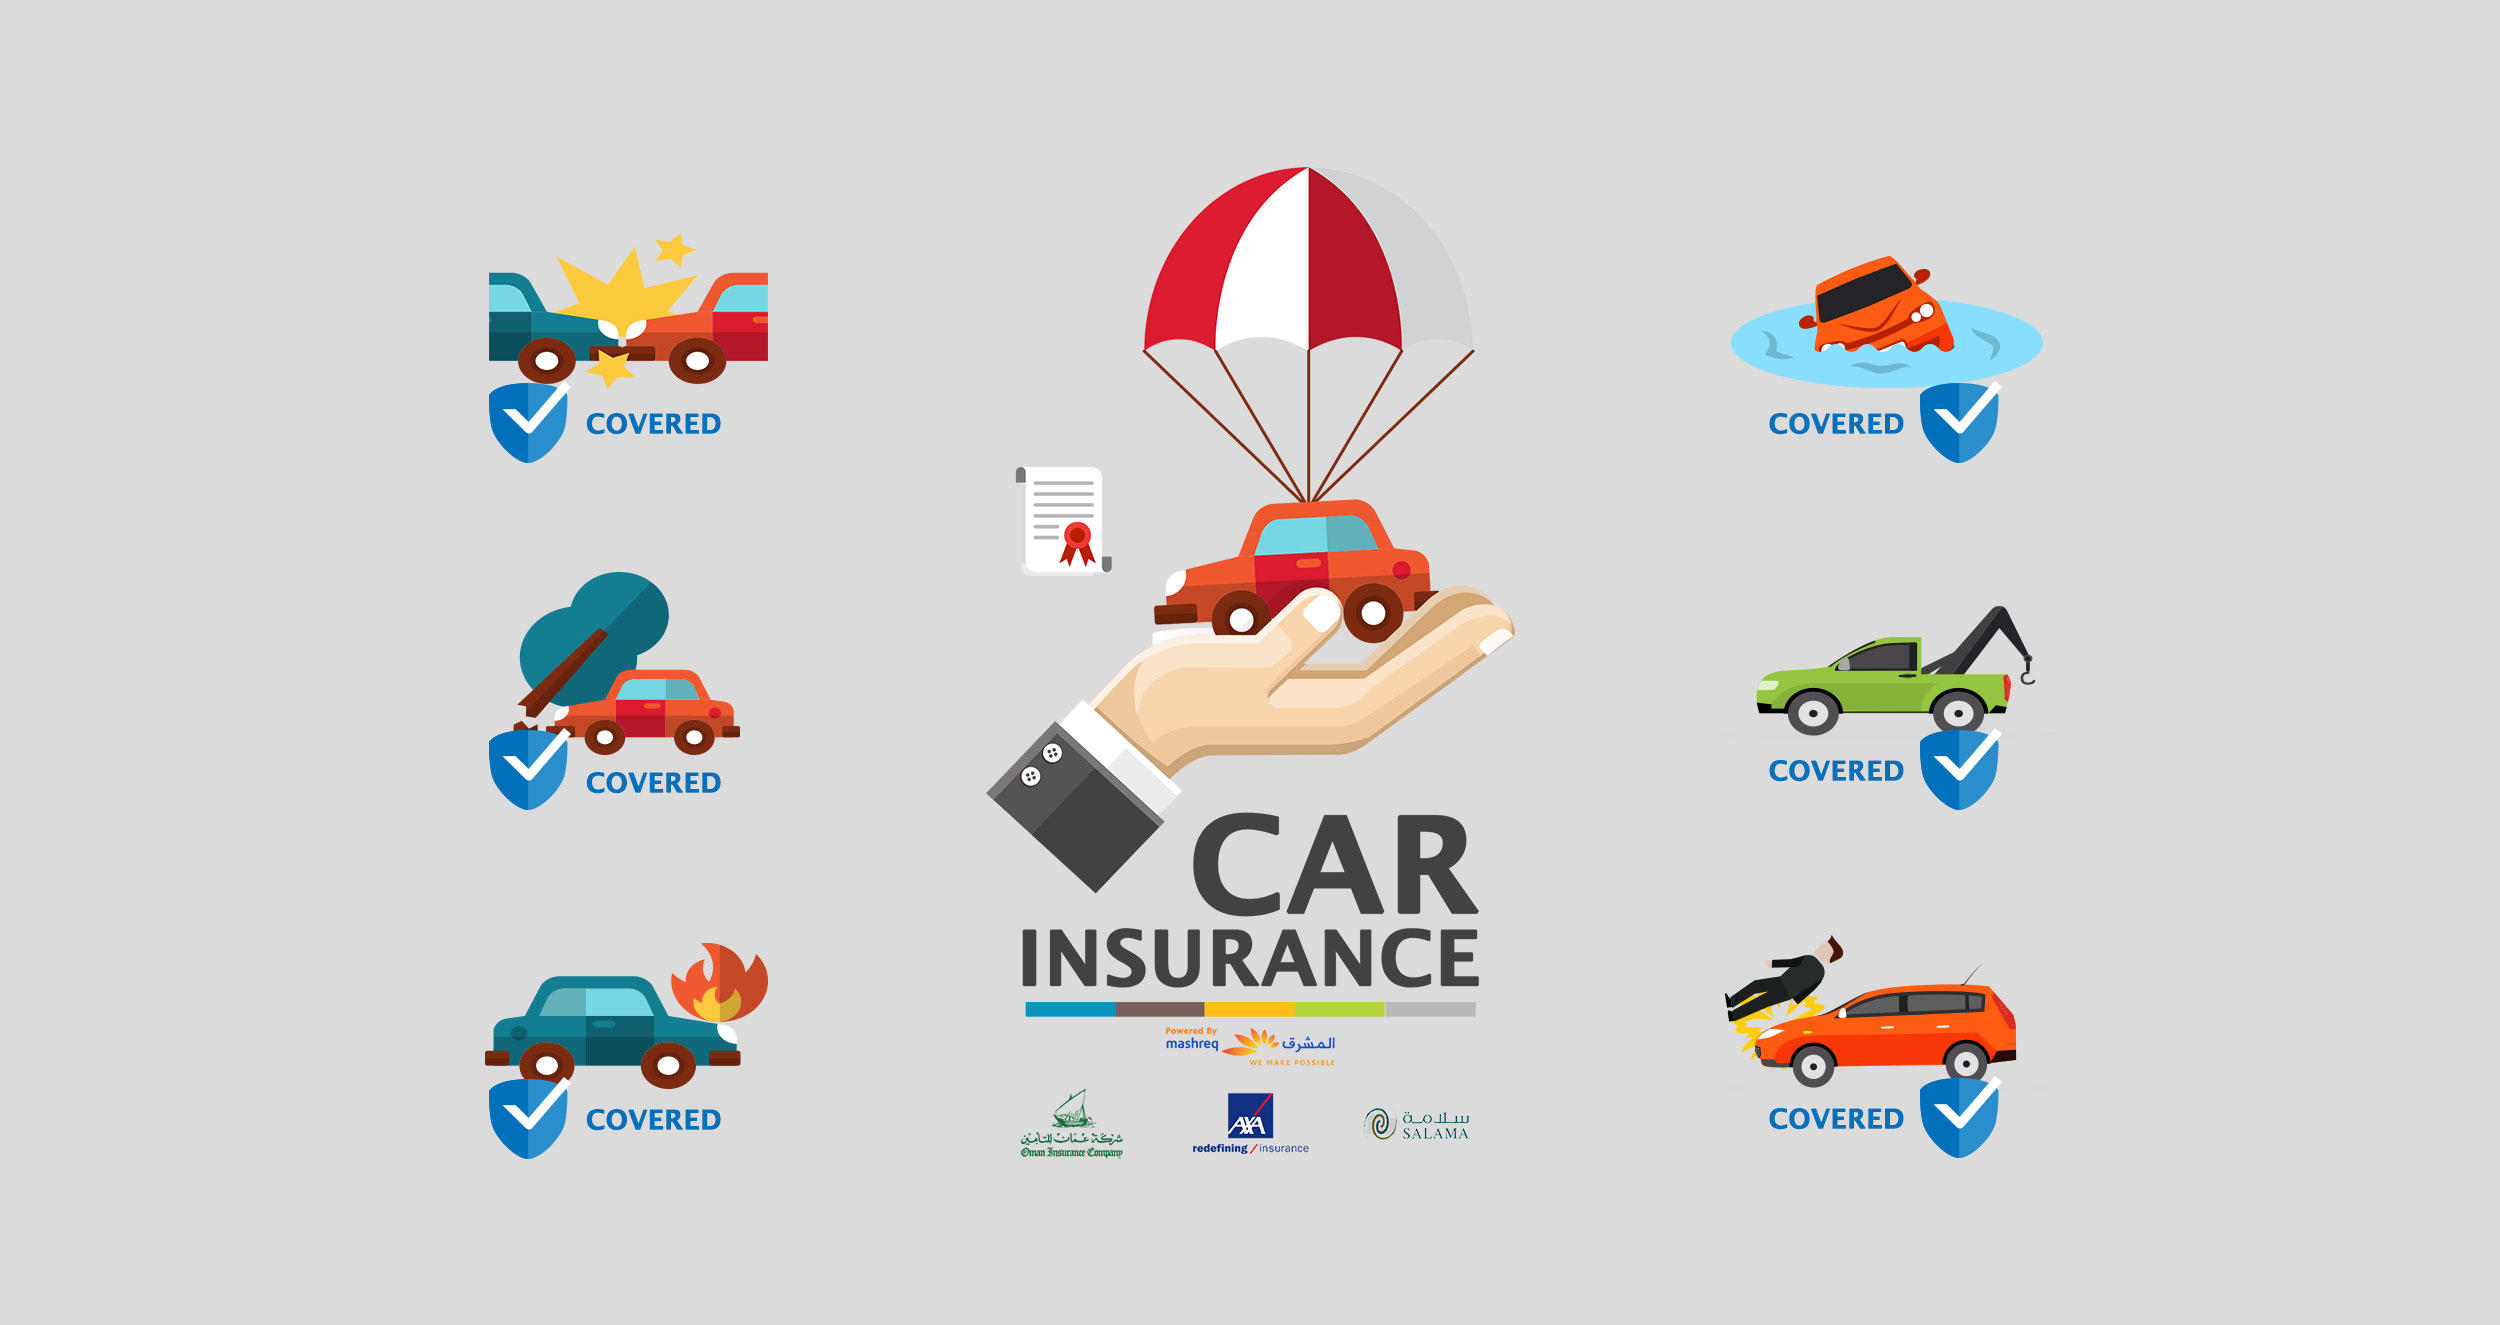 COVERED
COVERED
COVERED
COVERED
COVERED
COVERED
CAR
INSURANCE
Powered By
mashreq المشرق
WE MAKE POSSIBLE
شركة عمان للتأمين
Oman Insurance Company
AXA
redefining / insurance
سلامة
SALAMA